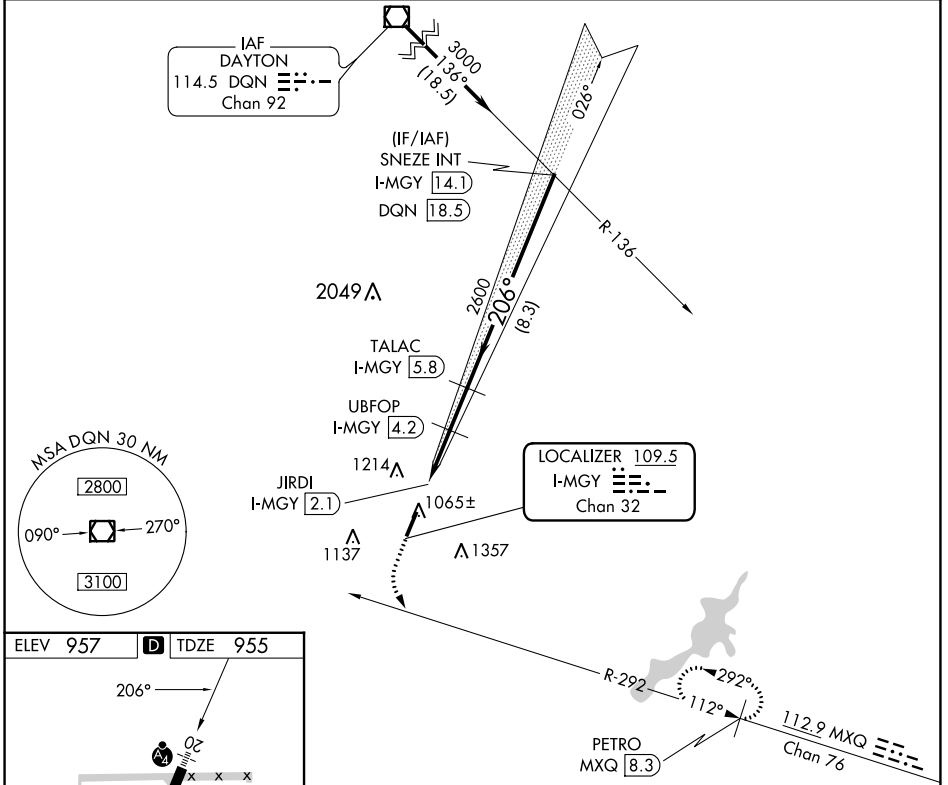 IAF
DAYTON
114.5 DQN
Chan 92
3000
136°
(18.5)
026°
(IF/IAF)
SNEZE INT
I-MGY 14.1
DQN 18.5
R-136
2049
2600
206°
(8.3)
TALAC
I-MGY 5.8
UBFOP
I-MGY 4.2
MSA DQN 30 NM
2800
090°
270°
3100
1214
JIRDI
I-MGY 2.1
1065±
1137
1357
LOCALIZER 109.5
I-MGY
Chan 32
R-292
292°
112°
PETRO
MXQ 8.3
112.9 MXQ
Chan 76
ELEV 957 D TDZE 955
206°
20
A4
X X X